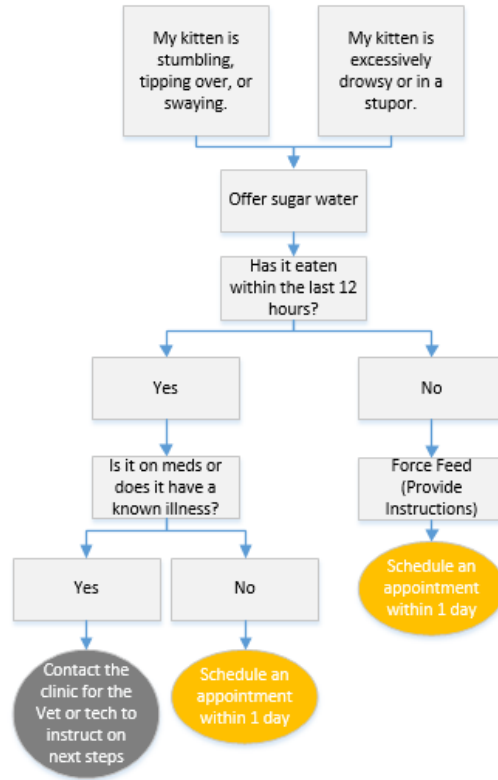 My kitten is
stumbling,
tipping over, or
swaying.
My kitten is
excessively
drowsy or in a
stupor.
Offer sugar water
Has it eaten
within the last 12
hours?
Yes
No
Is it on meds or
does it have a
known illness?
Force Feed
(Provide
Instructions)
Yes
No
Schedule an
appointment
within 1 day
Contact the
clinic for the
Vet or tech to
instruct on
next steps
Schedule an
appointment
within 1 day